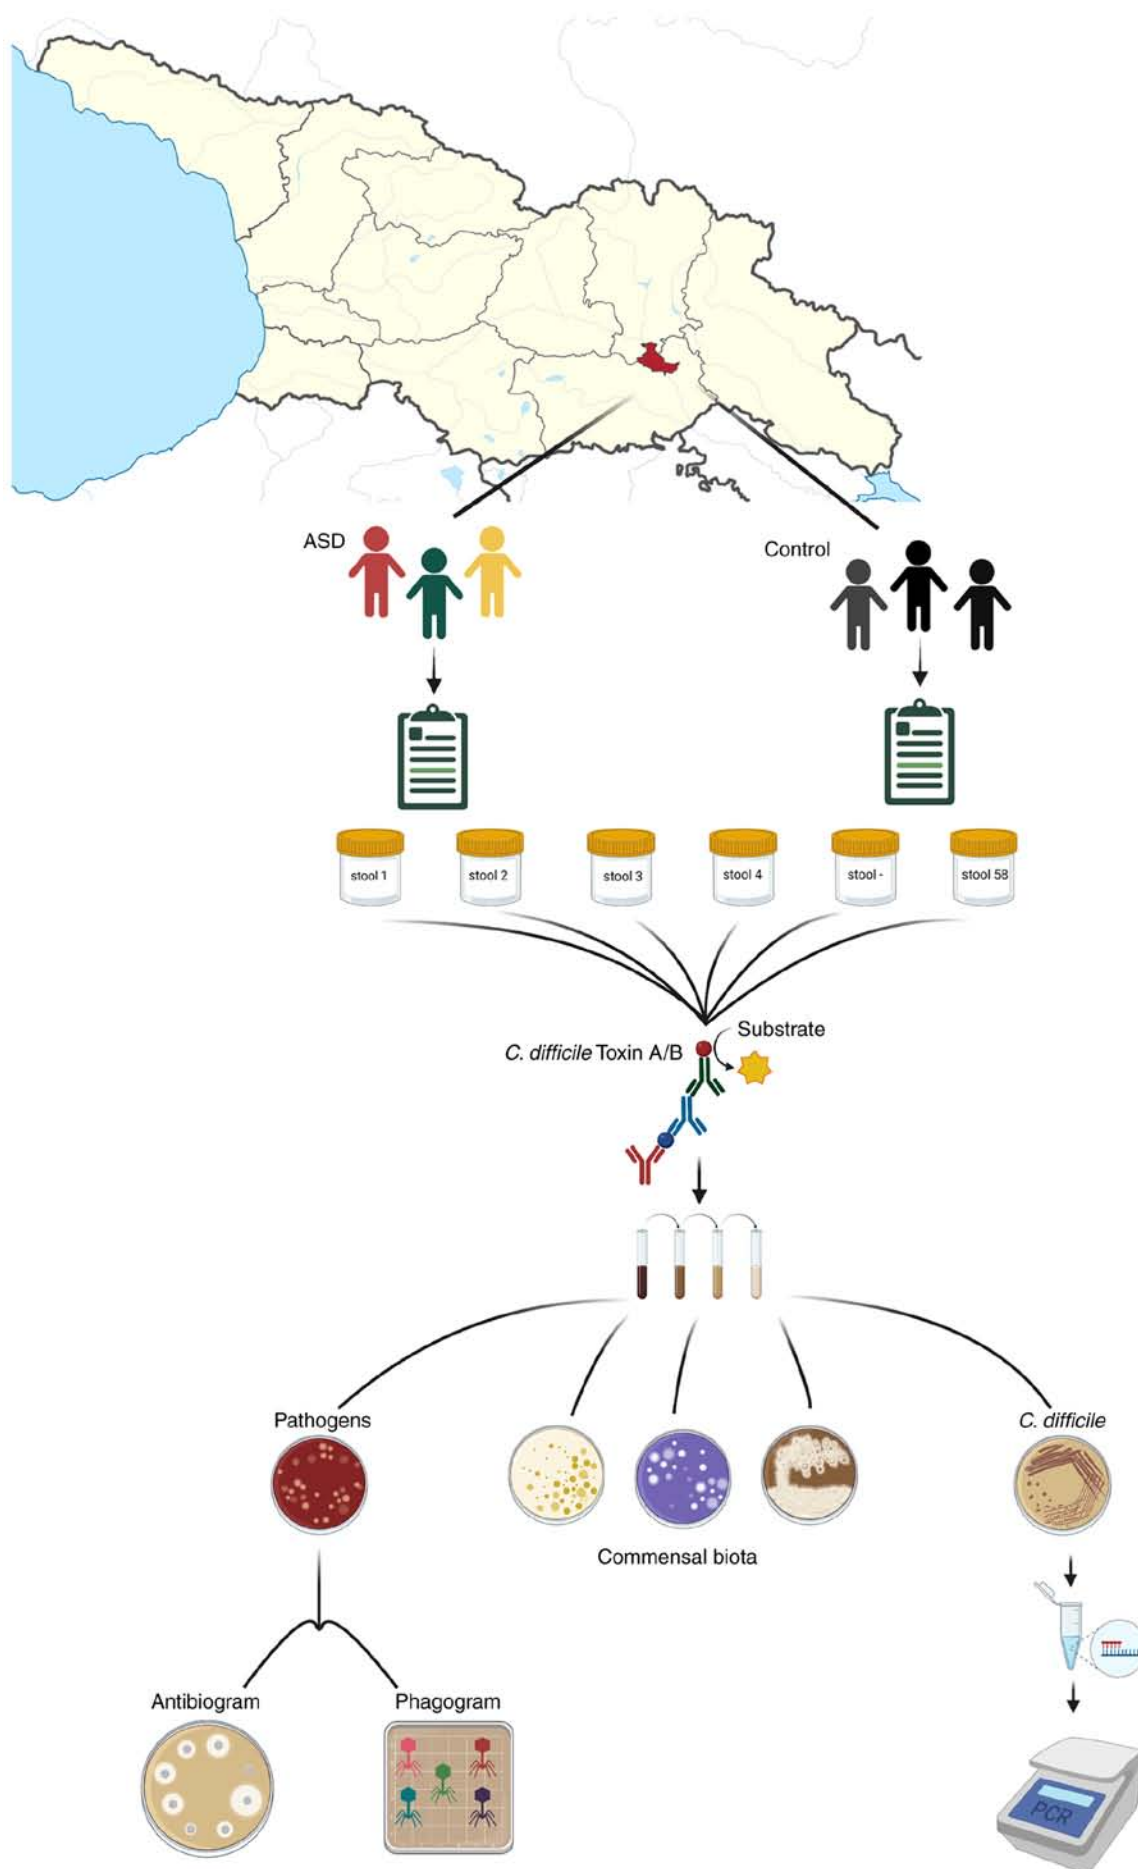 ASD
Control
stool 1
stool 2
stool 3
stool 4
stool -
stool 58
Substrate
C. difficile Toxin A/B
Pathogens
C. difficile
Commensal biota
Antibiogram
Phagogram
PCR